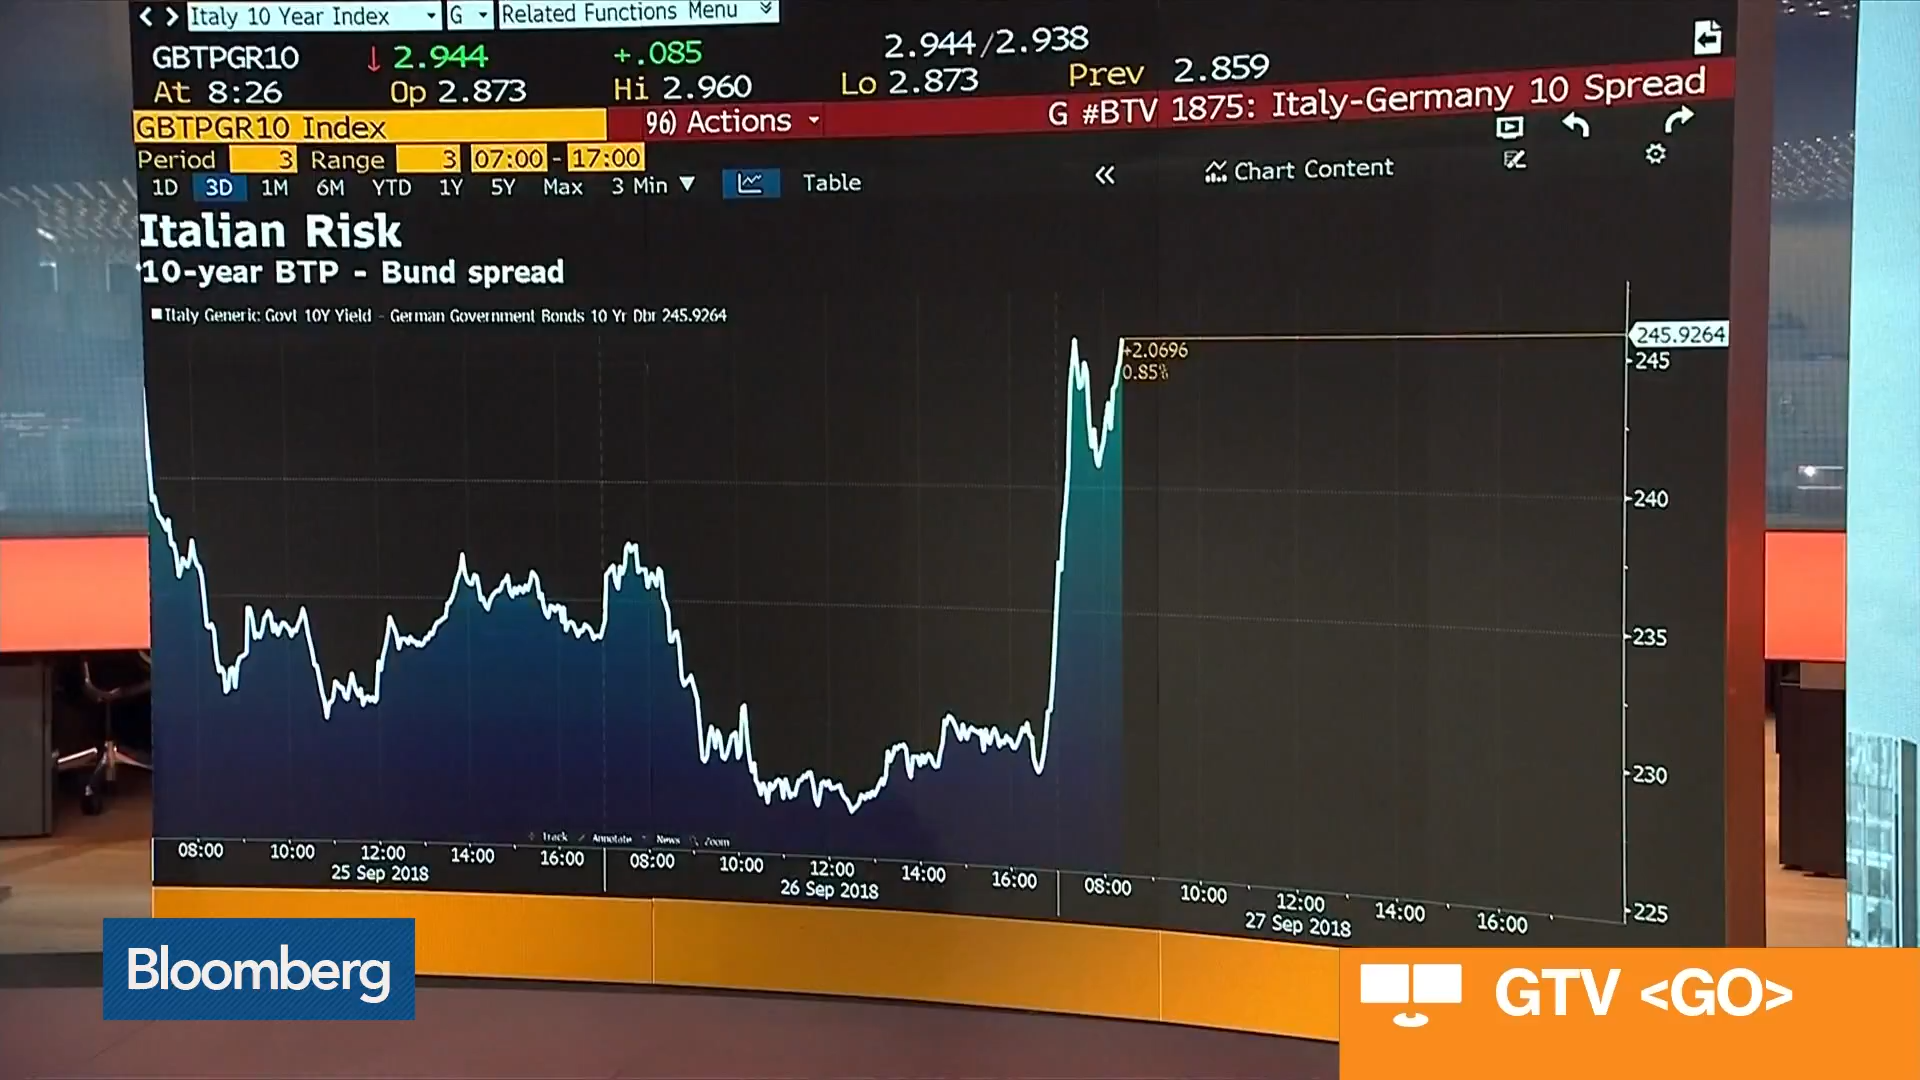 Italy 10 Year Index G Related Functions Menu
GBTPGR10 ↓ 2.944 +.085 2.944/2.938
At 8:26 Op 2.873 Hi 2.960 Lo 2.873 Prev 2.859
GBTPGR10 Index 96) Actions G #BTV 1875: Italy-Germany 10 Spread
Period 3 Range 3 07:00 - 17:00
1D 3D 1M 6M YTD 1Y 5Y Max 3 Min ▼ Table « Chart Content
Italian Risk
10-year BTP - Bund spread
Italy Generic Govt 10Y Yield - German Government Bonds 10 Yr Dbr 245.9264
245.9264
+2.0696
0.85%
245
240
235
230
225
Track Annotate News Zoom
08:00 10:00 12:00 14:00 16:00 08:00 10:00 12:00 14:00 16:00 08:00 10:00 12:00 14:00 16:00
25 Sep 2018 26 Sep 2018 27 Sep 2018
Bloomberg
GTV <GO>